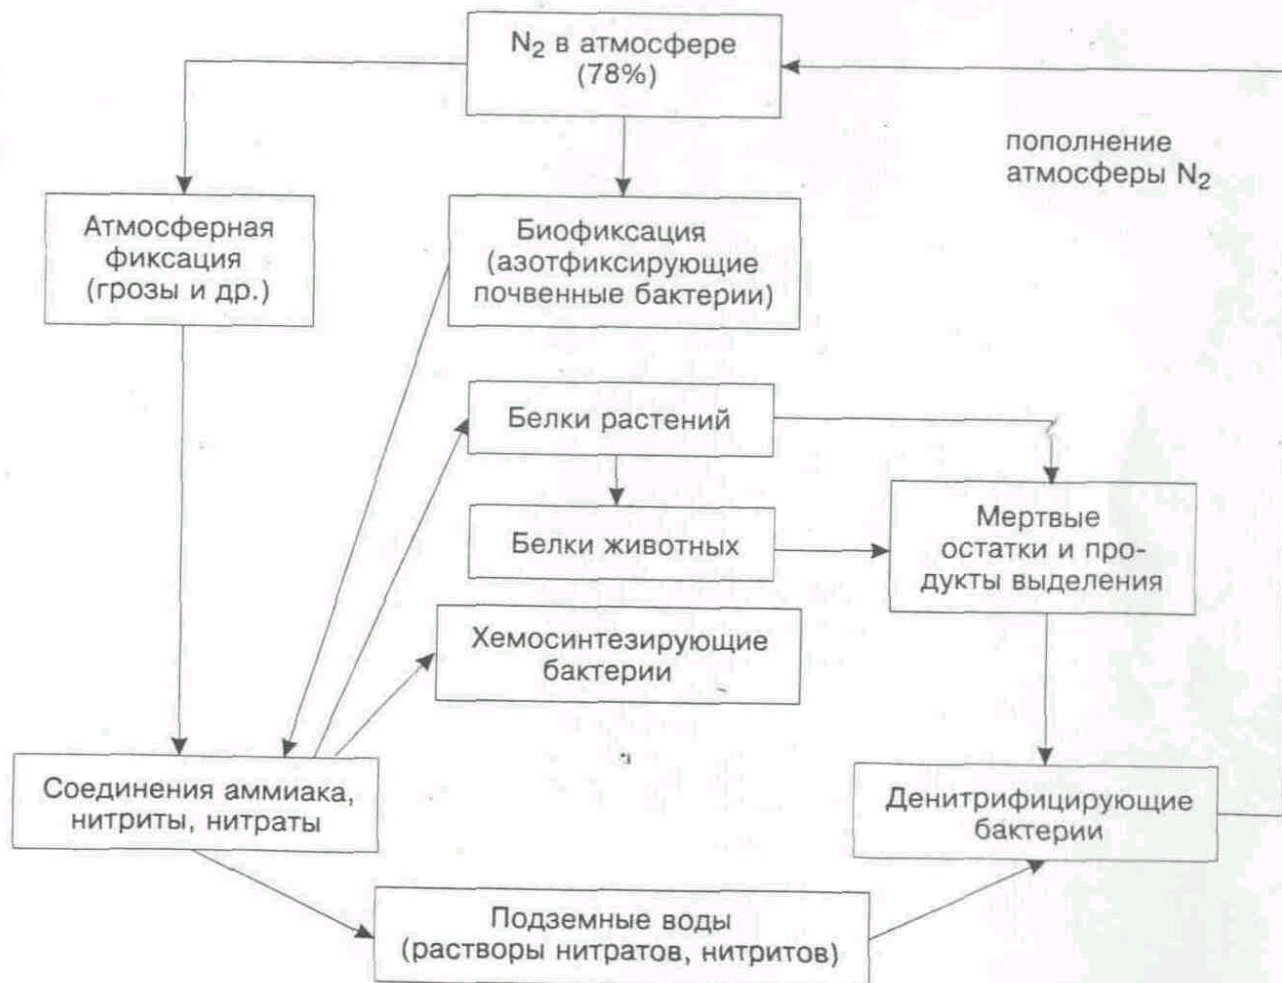 N₂ в атмосфере
(78%)
пополнение
атмосферы N₂
Атмосферная
фиксация
(грозы и др.)
Биофиксация
(азотфиксирующие
почвенные бактерии)
Белки растений
Белки животных
Мертвые
остатки и про-
дукты выделения
Хемосинтезирующие
бактерии
Соединения аммиака,
нитриты, нитраты
Денитрифицирующие
бактерии
Подземные воды
(растворы нитратов, нитритов)